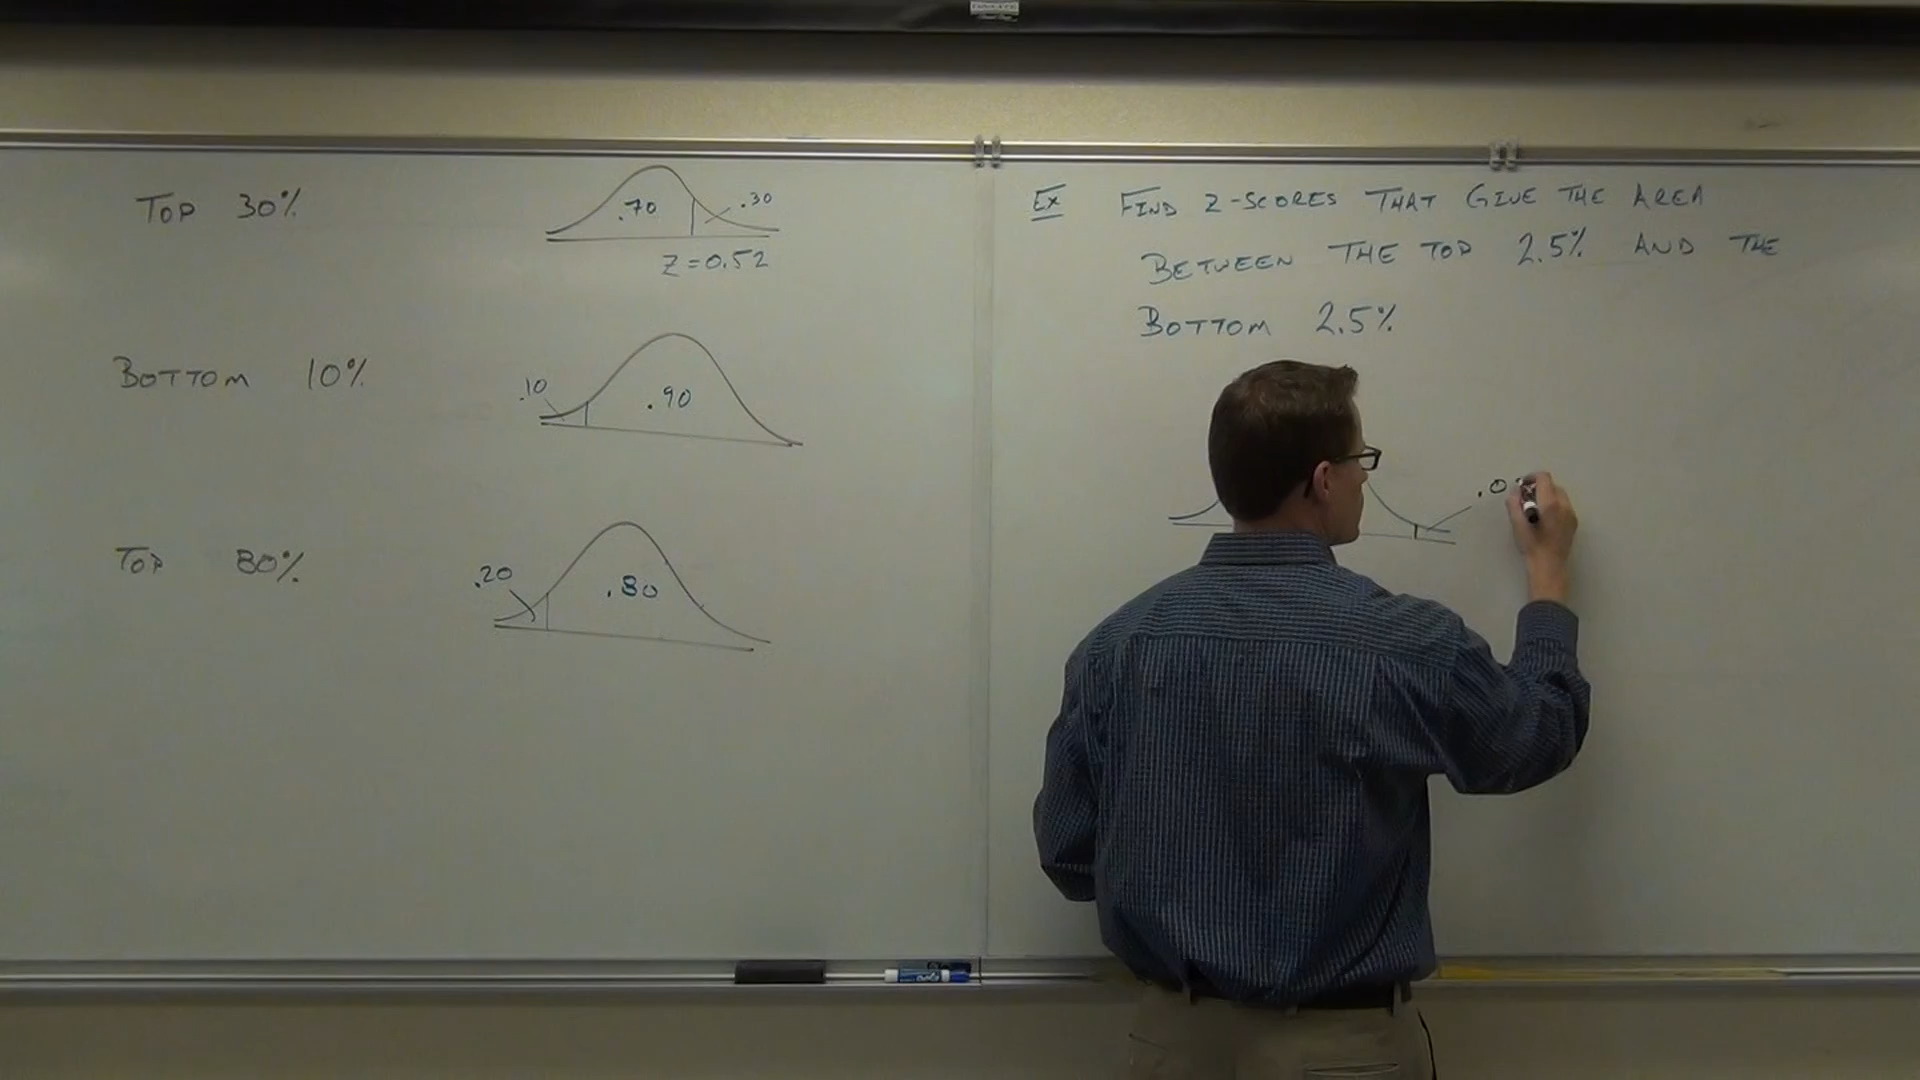 TOP 30%
.70
.30
Z=0.52
BOTTOM 10%
.10
.90
TOP 80%
.20
.80
EX FIND Z-SCORES THAT GIVE THE AREA
BETWEEN THE TOP 2.5% AND THE
BOTTOM 2.5%
.0